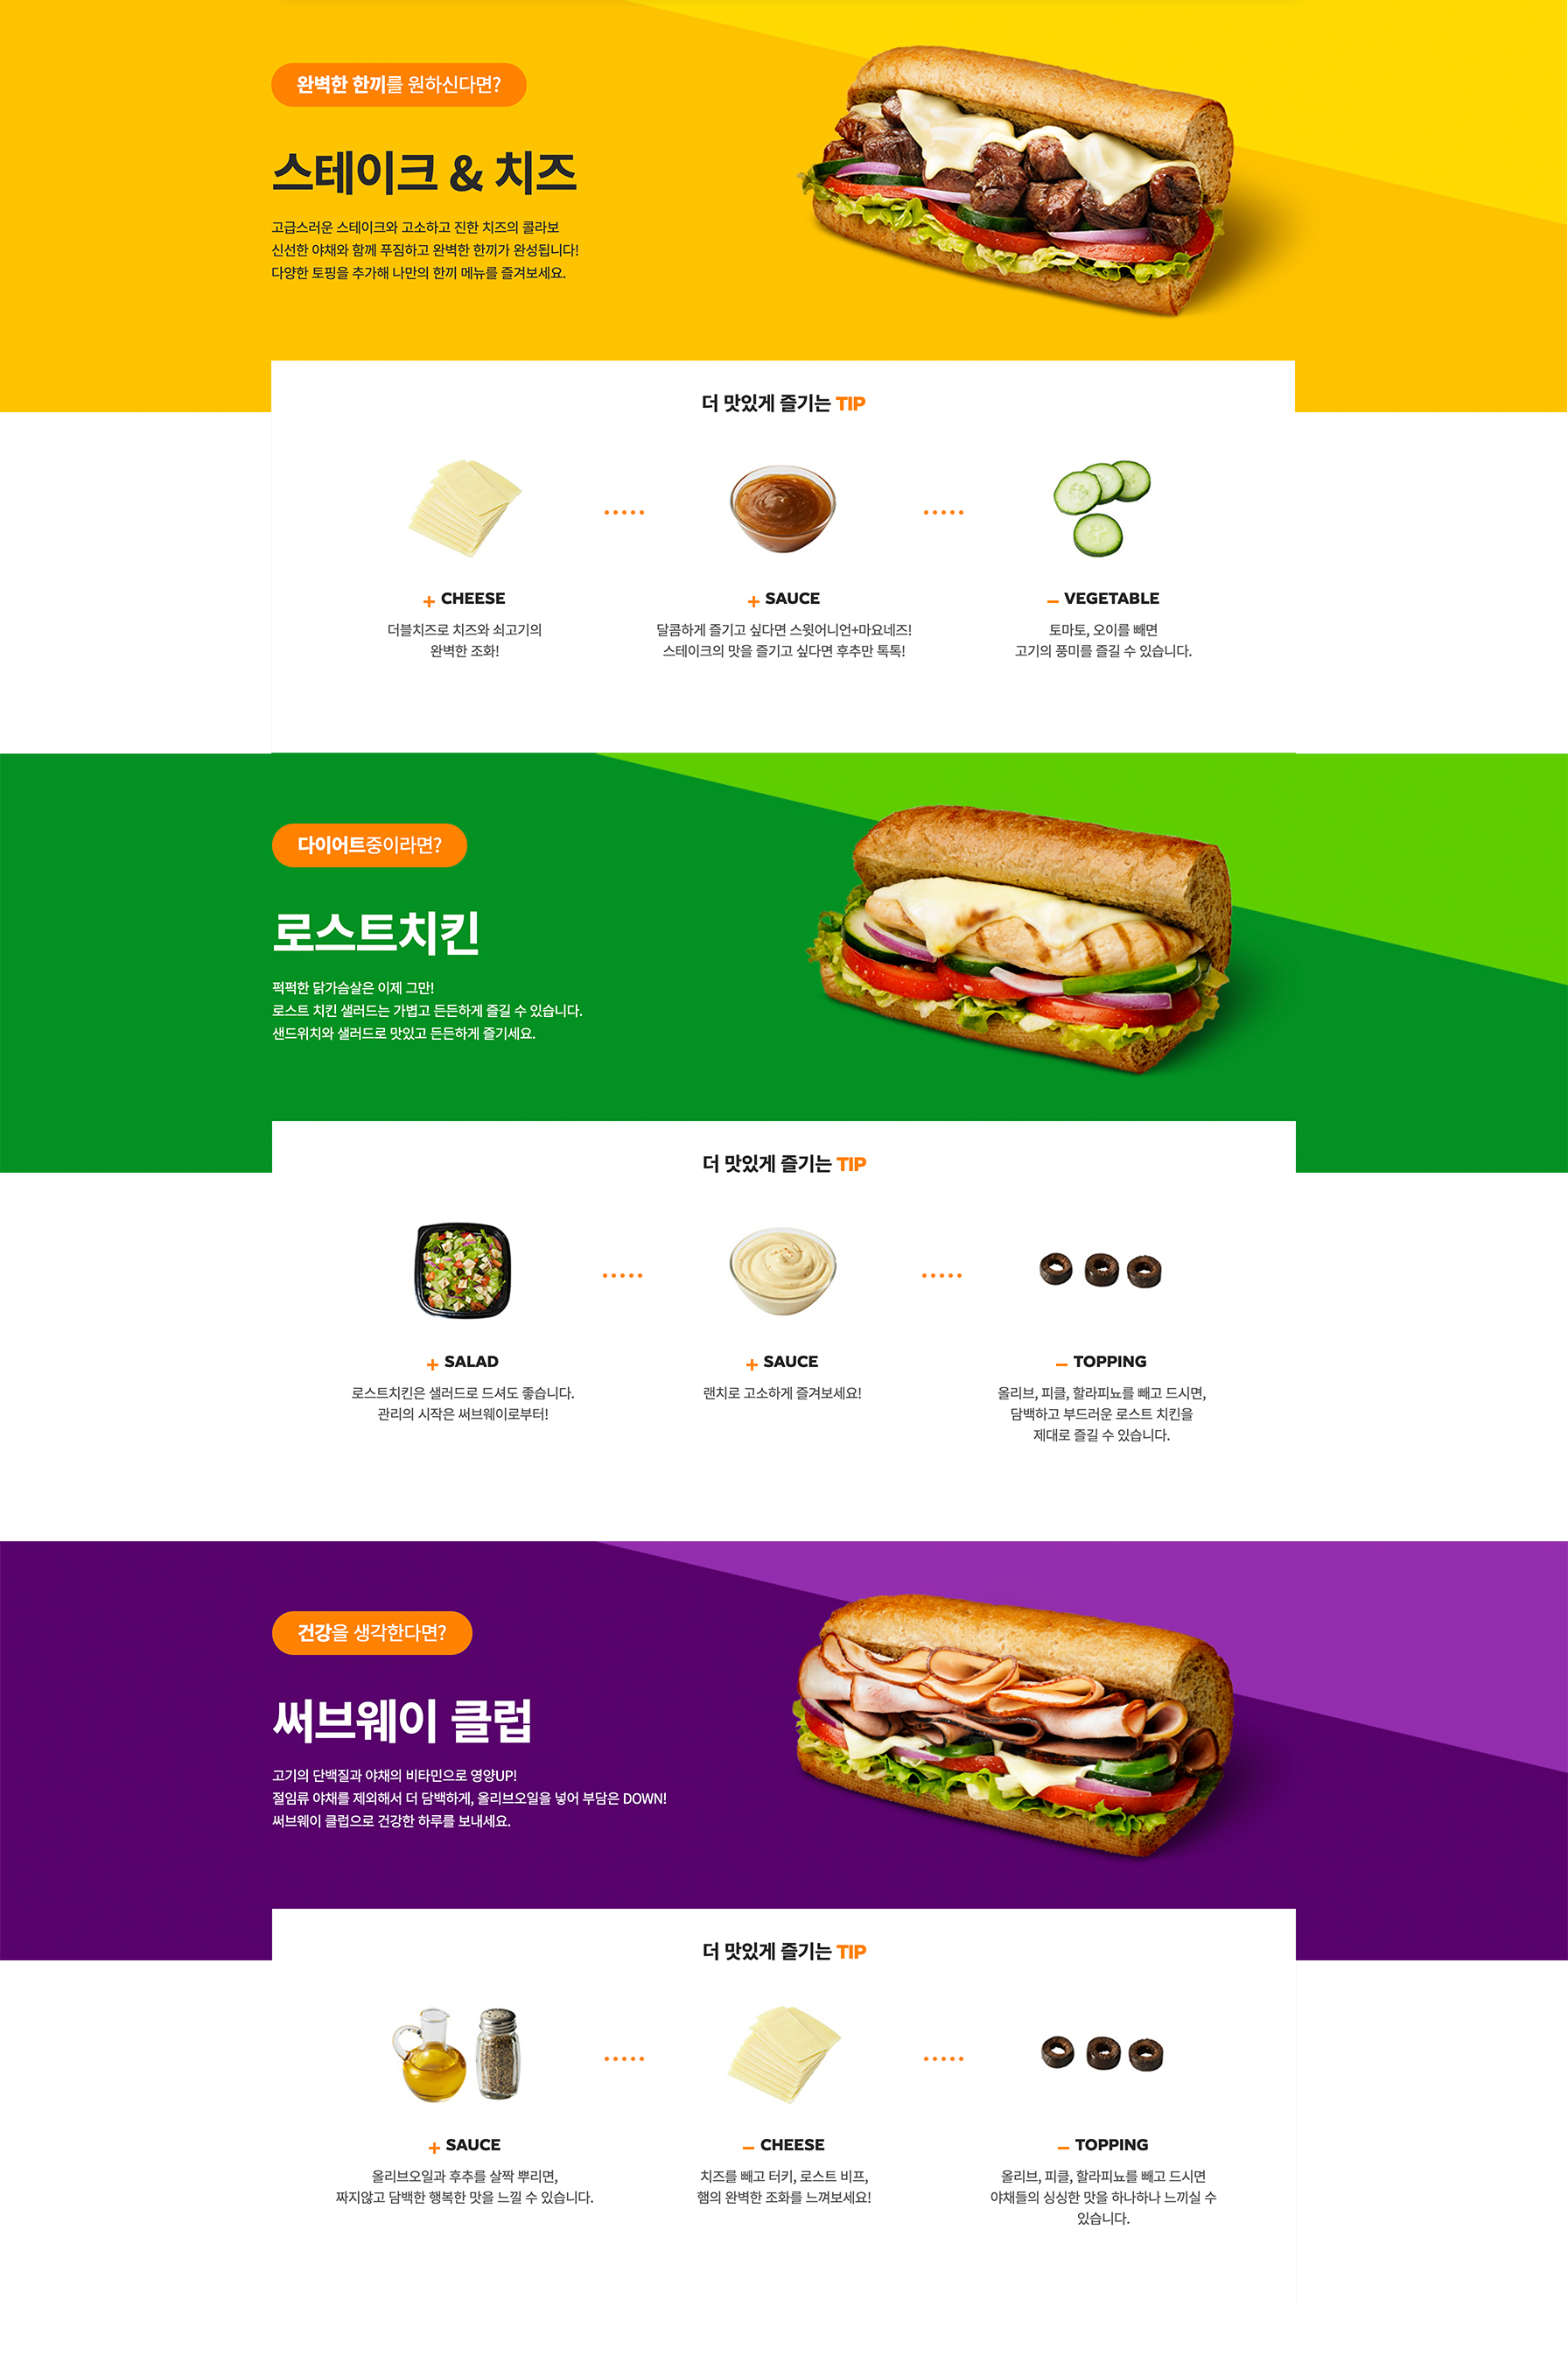 완벽한 한끼를 원하신다면?
스테이크 & 치즈
고급스러운 스테이크와 고소하고 진한 치즈의 콜라보
신선한 야채와 함께 푸짐하고 완벽한 한끼가 완성됩니다!
다양한 토핑을 추가해 나만의 한끼 메뉴를 즐겨보세요.
더 맛있게 즐기는 TIP
+ CHEESE
더블치즈로 치즈와 쇠고기의
완벽한 조화!
+ SAUCE
달콤하게 즐기고 싶다면 스윗어니언+마요네즈!
스테이크의 맛을 즐기고 싶다면 후추만 톡톡!
– VEGETABLE
토마토, 오이를 빼면
고기의 풍미를 즐길 수 있습니다.
다이어트중이라면?
로스트치킨
퍽퍽한 닭가슴살은 이제 그만!
로스트 치킨 샐러드는 가볍고 든든하게 즐길 수 있습니다.
샌드위치와 샐러드로 맛있고 든든하게 즐기세요.
더 맛있게 즐기는 TIP
+ SALAD
로스트치킨은 샐러드로 드셔도 좋습니다.
관리의 시작은 써브웨이로부터!
+ SAUCE
랜치로 고소하게 즐겨보세요!
– TOPPING
올리브, 피클, 할라피뇨를 빼고 드시면,
담백하고 부드러운 로스트 치킨을
제대로 즐길 수 있습니다.
건강을 생각한다면?
써브웨이 클럽
고기의 단백질과 야채의 비타민으로 영양UP!
절임류 야채를 제외해서 더 담백하게, 올리브오일을 넣어 부담은 DOWN!
써브웨이 클럽으로 건강한 하루를 보내세요.
더 맛있게 즐기는 TIP
+ SAUCE
올리브오일과 후추를 살짝 뿌리면,
짜지않고 담백한 행복한 맛을 느낄 수 있습니다.
– CHEESE
치즈를 빼고 터키, 로스트 비프,
햄의 완벽한 조화를 느껴보세요!
– TOPPING
올리브, 피클, 할라피뇨를 빼고 드시면
야채들의 싱싱한 맛을 하나하나 느끼실 수
있습니다.